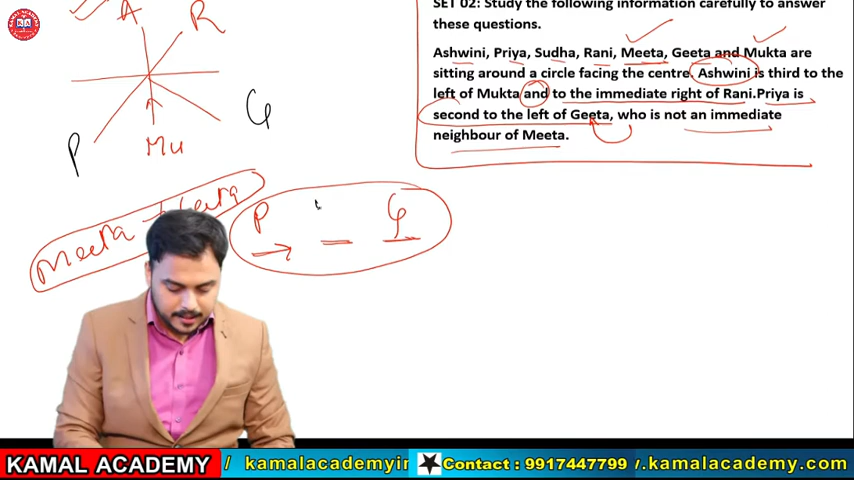 KAMAL ACADEMY
A R
SET 02: Study the following information carefully to answer
these questions.
Ashwini, Priya, Sudha, Rani, Meeta, Geeta and Mukta are
sitting around a circle facing the centre. Ashwini is third to the
left of Mukta and to the immediate right of Rani.Priya is
second to the left of Geeta, who is not an immediate
neighbour of Meeta.
P G
Mu
Meeta
P G
KAMAL ACADEMY / kamalacademyin Contact : 9917447799 .kamalacademy.com